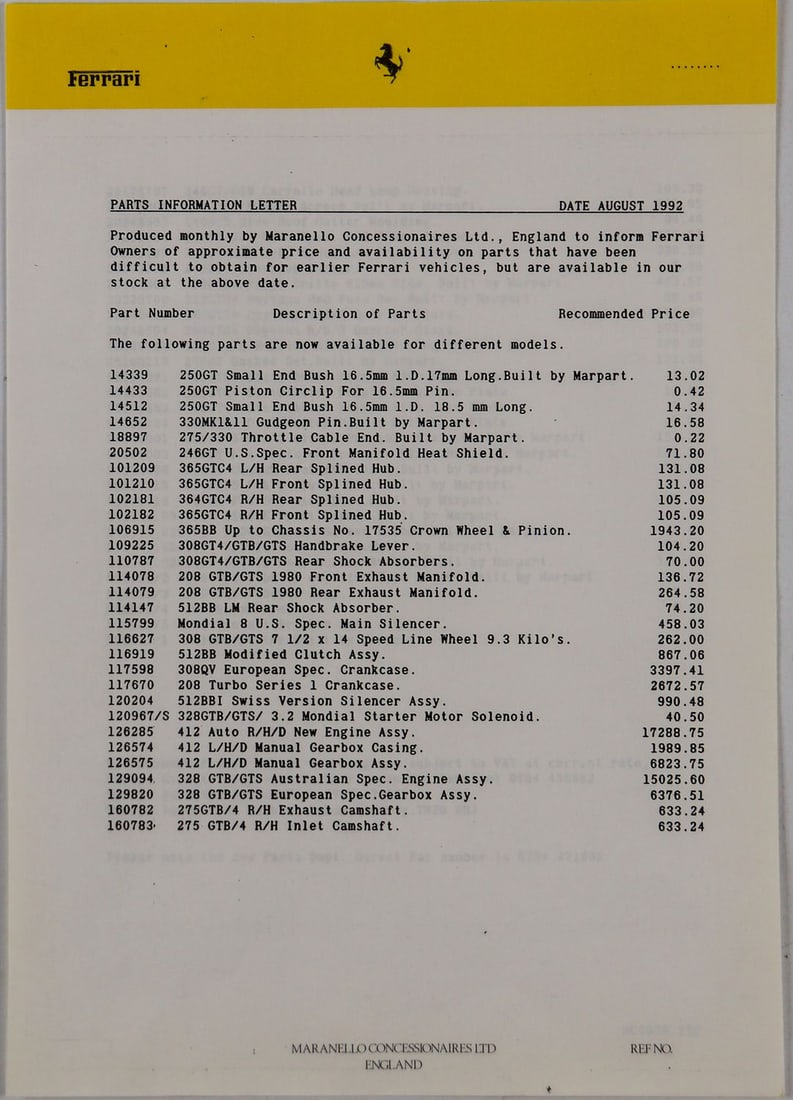 Ferrari
PARTS INFORMATION LETTER DATE AUGUST 1992
Produced monthly by Maranello Concessionaires Ltd., England to inform Ferrari
Owners of approximate price and availability on parts that have been
difficult to obtain for earlier Ferrari vehicles, but are available in our
stock at the above date.
Part Number Description of Parts Recommended Price
The following parts are now available for different models.
14339 250GT Small End Bush 16.5mm l.D.17mm Long.Built by Marpart. 13.02
14433 250GT Piston Circlip For 16.5mm Pin. 0.42
14512 250GT Small End Bush 16.5mm l.D. 18.5 mm Long. 14.34
14652 330MKl&ll Gudgeon Pin.Built by Marpart. 16.58
18897 275/330 Throttle Cable End. Built by Marpart. 0.22
20502 246GT U.S.Spec. Front Manifold Heat Shield. 71.80
101209 365GTC4 L/H Rear Splined Hub. 131.08
101210 365GTC4 L/H Front Splined Hub. 131.08
102181 364GTC4 R/H Rear Splined Hub. 105.09
102182 365GTC4 R/H Front Splined Hub. 105.09
106915 365BB Up to Chassis No. 17535 Crown Wheel & Pinion. 1943.20
109225 308GT4/GTB/GTS Handbrake Lever. 104.20
110787 308GT4/GTB/GTS Rear Shock Absorbers. 70.00
114078 208 GTB/GTS 1980 Front Exhaust Manifold. 136.72
114079 208 GTB/GTS 1980 Rear Exhaust Manifold. 264.58
114147 512BB LM Rear Shock Absorber. 74.20
115799 Mondial 8 U.S. Spec. Main Silencer. 458.03
116627 308 GTB/GTS 7 1/2 x 14 Speed Line Wheel 9.3 Kilo's. 262.00
116919 512BB Modified Clutch Assy. 867.06
117598 308QV European Spec. Crankcase. 3397.41
117670 208 Turbo Series 1 Crankcase. 2672.57
120204 512BBI Swiss Version Silencer Assy. 990.48
120967/S 328GTB/GTS/ 3.2 Mondial Starter Motor Solenoid. 40.50
126285 412 Auto R/H/D New Engine Assy. 17288.75
126574 412 L/H/D Manual Gearbox Casing. 1989.85
126575 412 L/H/D Manual Gearbox Assy. 6823.75
129094 328 GTB/GTS Australian Spec. Engine Assy. 15025.60
129820 328 GTB/GTS European Spec.Gearbox Assy. 6376.51
160782 275GTB/4 R/H Exhaust Camshaft. 633.24
160783 275 GTB/4 R/H Inlet Camshaft. 633.24
MARANELLO CONCESSIONAIRES LTD REF NO.
ENGLAND